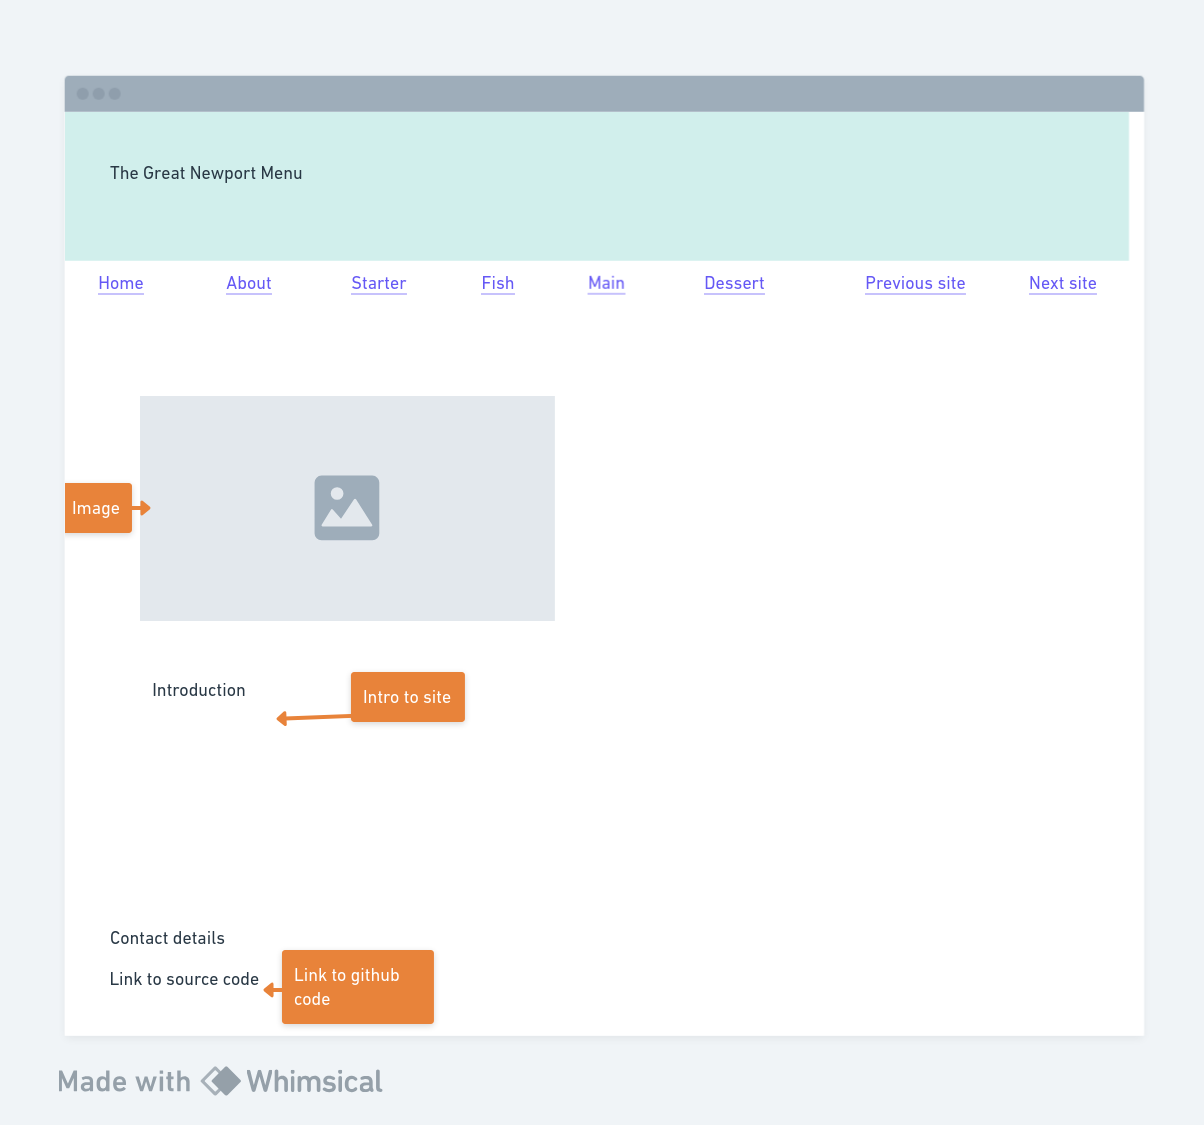 The Great Newport Menu
Home About Starter Fish Main Dessert Previous site Next site
Image
Introduction
Intro to site
Contact details
Link to source code
Link to github
code
Made with Whimsical